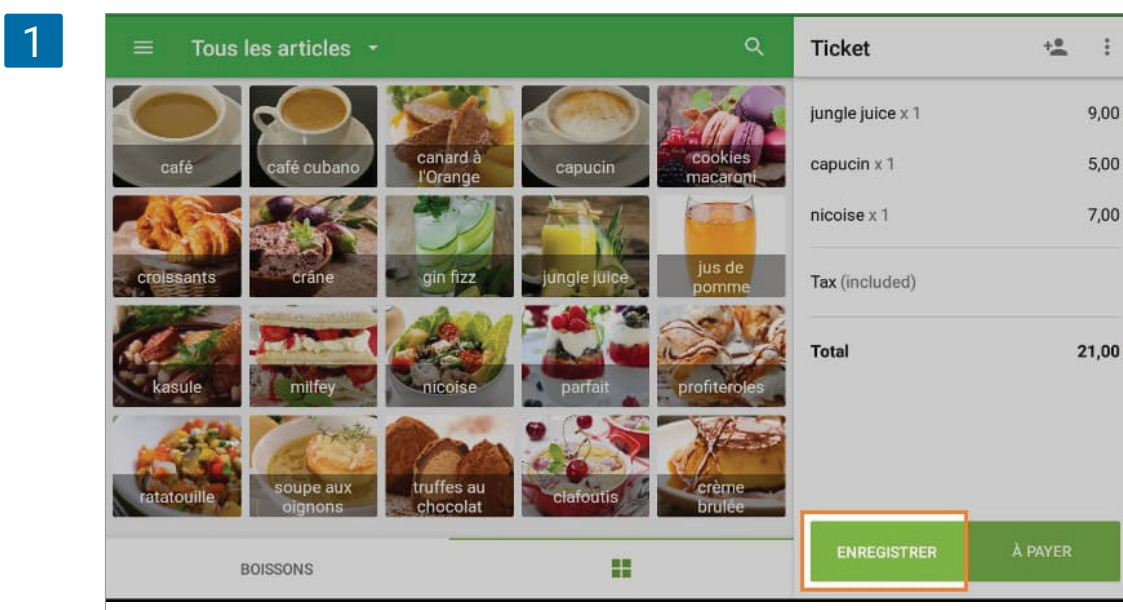 1
Tous les articles
Ticket
café
café cubano
canard à
l'Orange
capucin
cookies
macaroni
croissants
crâne
gin fizz
jungle juice
jus de
pomme
kasule
milfey
nicoise
parfait
profiteroles
ratatouille
soupe aux
oignons
truffes au
chocolat
clafoutis
crème
brulée
BOISSONS
jungle juice x 1 9,00
capucin x 1 5,00
nicoise x 1 7,00
Tax (included)
Total 21,00
ENREGISTRER
À PAYER